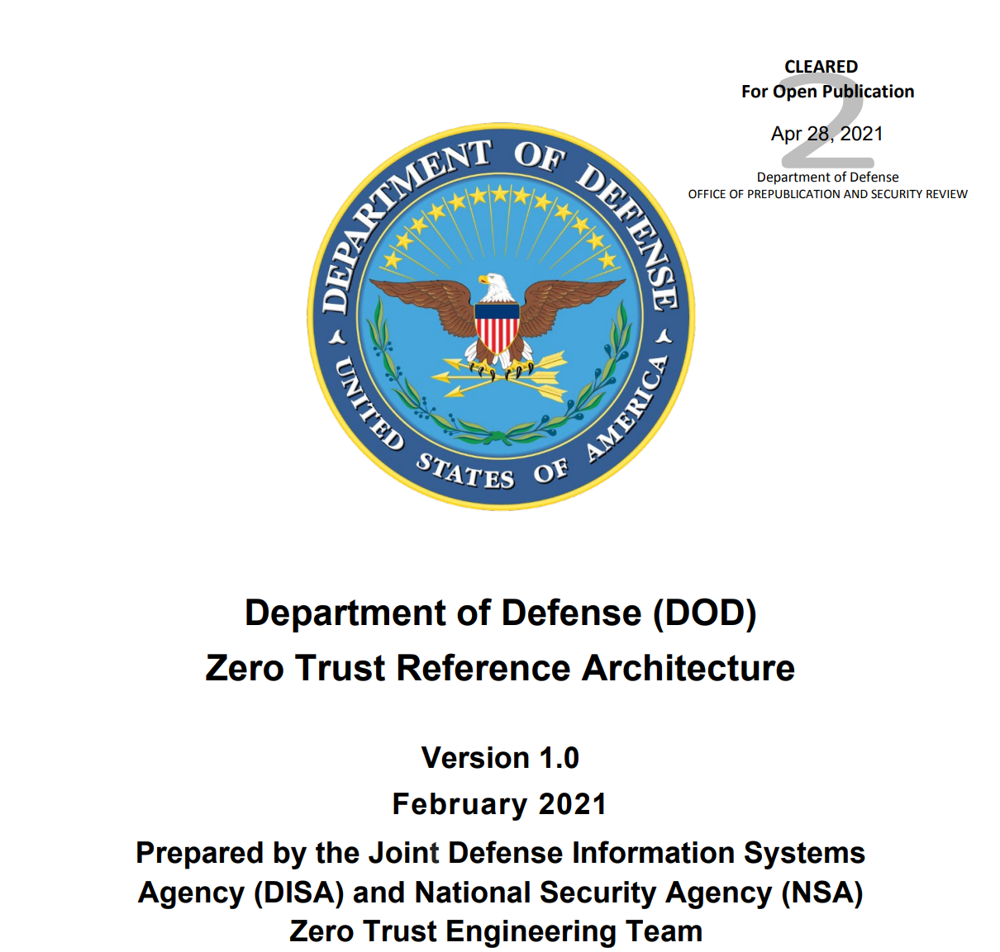 CLEARED
For Open Publication
2
Apr 28, 2021
Department of Defense
OFFICE OF PREPUBLICATION AND SECURITY REVIEW
DEPARTMENT OF DEFENSE
UNITED STATES OF AMERICA
Department of Defense (DOD)
Zero Trust Reference Architecture
Version 1.0
February 2021
Prepared by the Joint Defense Information Systems
Agency (DISA) and National Security Agency (NSA)
Zero Trust Engineering Team